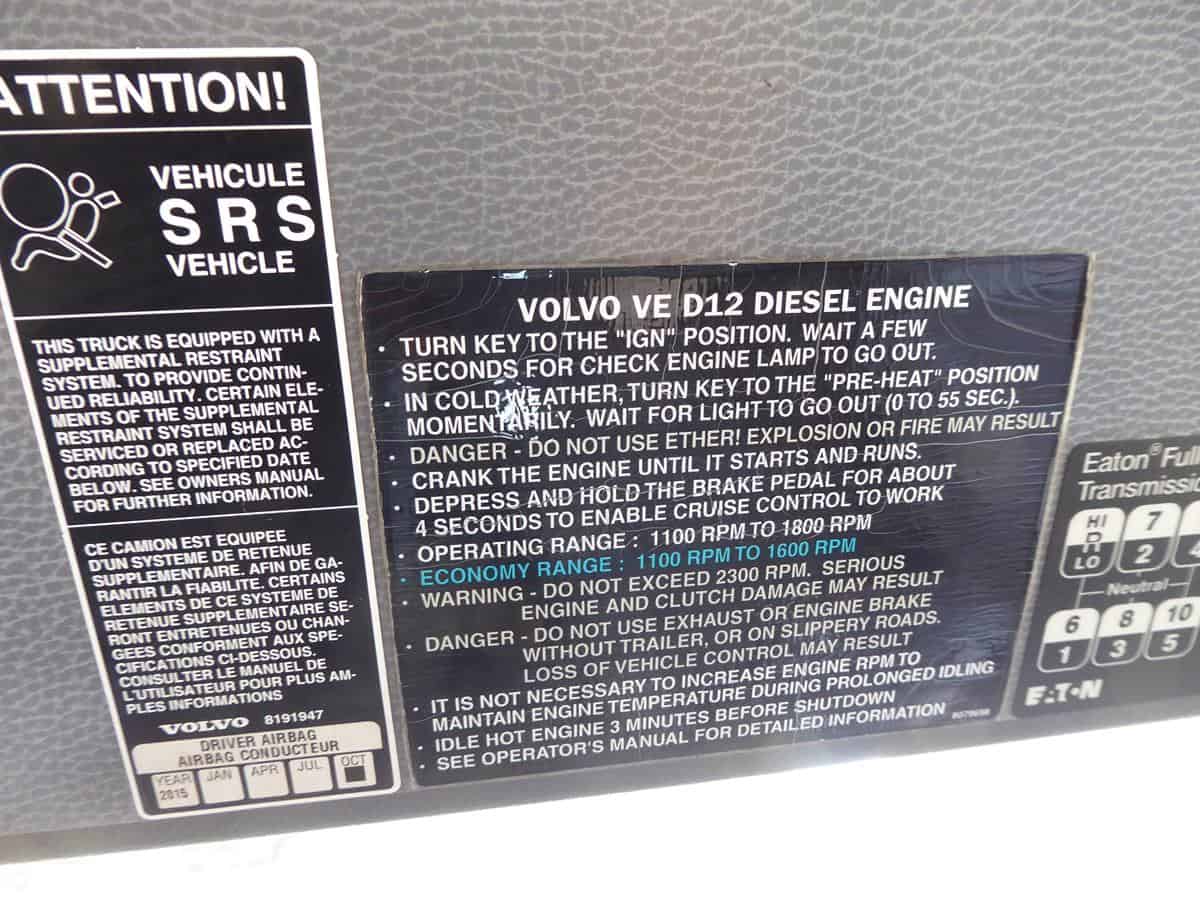 ATTENTION!
VEHICULE
SRS
VEHICLE
THIS TRUCK IS EQUIPPED WITH A
SUPPLEMENTAL RESTRAINT
SYSTEM. TO PROVIDE CONTIN-
UED RELIABILITY. CERTAIN ELE-
MENTS OF THE SUPPLEMENTAL
RESTRAINT SYSTEM SHALL BE
SERVICED OR REPLACED AC-
CORDING TO SPECIFIED DATE
BELOW. SEE OWNERS MANUAL
FOR FURTHER INFORMATION.
CE CAMION EST EQUIPEE
D'UN SYSTEME DE RETENUE
SUPPLEMENTAIRE. AFIN DE GA-
RANTIR LA FIABILITE. CERTAINS
ELEMENTS DE CE SYSTEME DE
RETENUE SUPPLEMENTAIRE SE-
RONT ENTRETENUES OU CHAN-
GEES CONFORMENT AUX SPE-
CIFICATIONS CI-DESSOUS.
CONSULTER LE MANUEL DE
L'UTILISATEUR POUR PLUS AM-
PLES INFORMATIONS
VOLVO 8191947
DRIVER AIRBAG
AIRBAG CONDUCTEUR
YEAR JAN APR JUL OCT
2015
VOLVO VE D12 DIESEL ENGINE
• TURN KEY TO THE "IGN" POSITION. WAIT A FEW
SECONDS FOR CHECK ENGINE LAMP TO GO OUT.
• IN COLD WEATHER, TURN KEY TO THE "PRE-HEAT" POSITION
MOMENTARILY. WAIT FOR LIGHT TO GO OUT (0 TO 55 SEC.).
• DANGER - DO NOT USE ETHER! EXPLOSION OR FIRE MAY RESULT
• CRANK THE ENGINE UNTIL IT STARTS AND RUNS.
• DEPRESS AND HOLD THE BRAKE PEDAL FOR ABOUT
4 SECONDS TO ENABLE CRUISE CONTROL TO WORK
• OPERATING RANGE : 1100 RPM TO 1800 RPM
• ECONOMY RANGE : 1100 RPM TO 1600 RPM
• WARNING - DO NOT EXCEED 2300 RPM. SERIOUS
ENGINE AND CLUTCH DAMAGE MAY RESULT
• DANGER - DO NOT USE EXHAUST OR ENGINE BRAKE
WITHOUT TRAILER, OR ON SLIPPERY ROADS.
LOSS OF VEHICLE CONTROL MAY RESULT
• IT IS NOT NECESSARY TO INCREASE ENGINE RPM TO
MAINTAIN ENGINE TEMPERATURE DURING PROLONGED IDLING
• IDLE HOT ENGINE 3 MINUTES BEFORE SHUTDOWN
• SEE OPERATOR'S MANUAL FOR DETAILED INFORMATION
Eaton® Full
Transmissio
HI 7
LO 2
Neutral
6 8 10
1 3 5
EATON